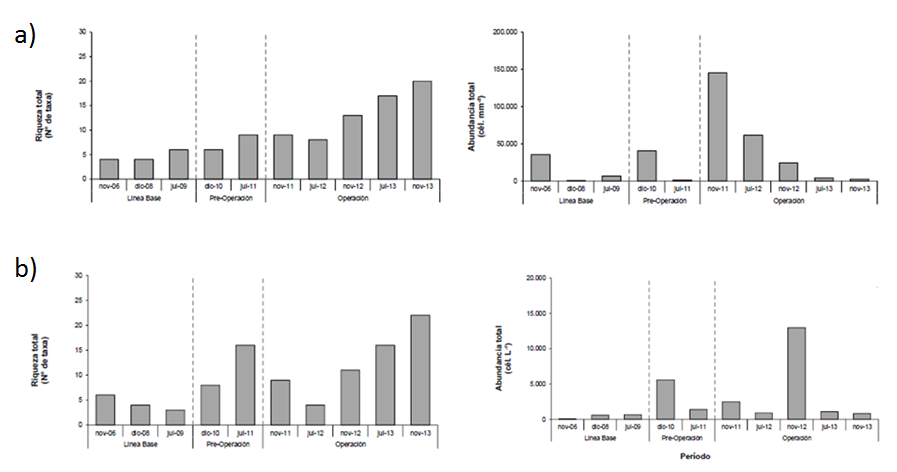 a)
Riqueza total
(Nº de taxa)
30
25
20
15
10
5
0
nov-06 dic-08 jul-09 dic-10 jul-11 nov-11 jul-12 nov-12 jul-13 nov-13
Línea Base Pre-Operación Operación
Abundancia total
(cél. mm⁻²)
200.000
150.000
100.000
50.000
0
nov-06 dic-08 jul-09 dic-10 jul-11 nov-11 jul-12 nov-12 jul-13 nov-13
Línea Base Pre-Operación Operación
b)
Riqueza total
(Nº de taxa)
30
25
20
15
10
5
0
nov-06 dic-08 jul-09 dic-10 jul-11 nov-11 jul-12 nov-12 jul-13 nov-13
Línea Base Pre-Operación Operación
Abundancia total
(cél. L⁻¹)
20.000
15.000
10.000
5.000
0
nov-06 dic-08 jul-09 dic-10 jul-11 nov-11 jul-12 nov-12 jul-13 nov-13
Línea Base Pre-Operación Operación
Período